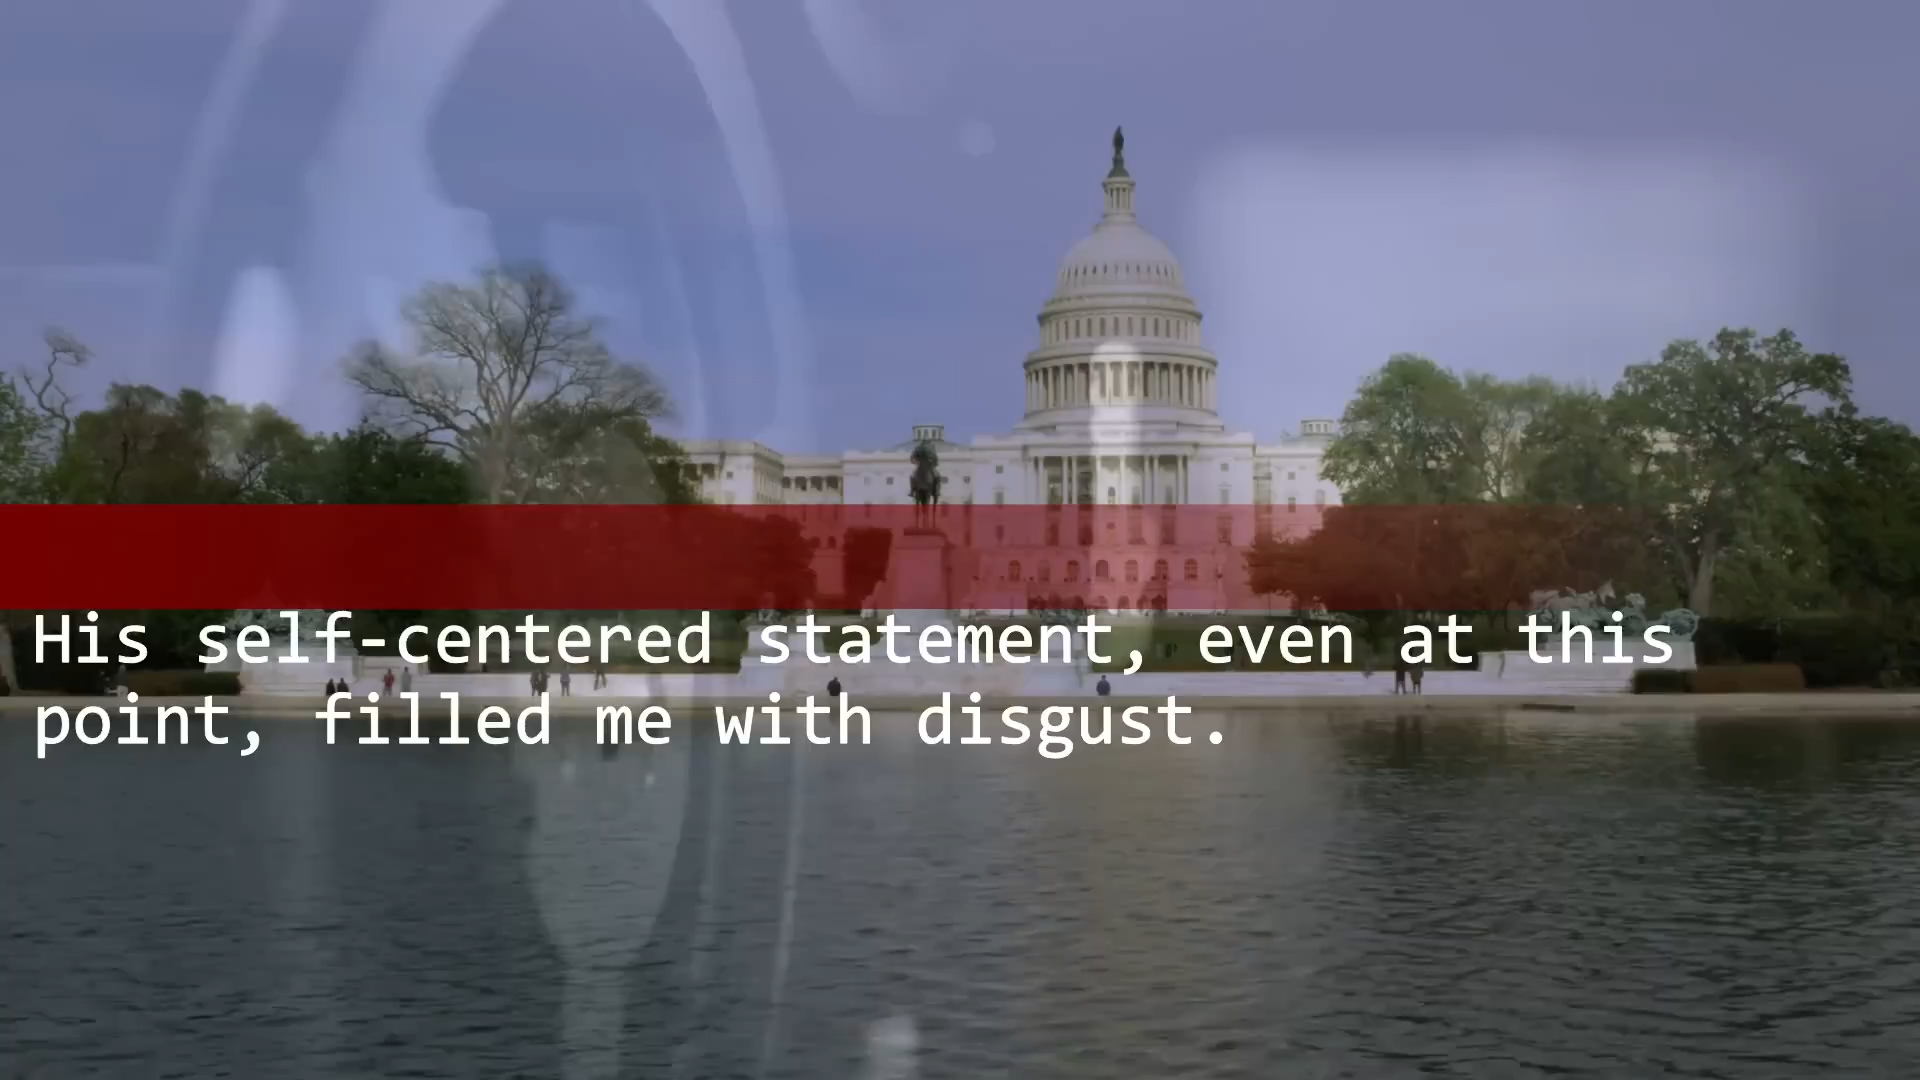 His self-centered statement, even at this
point, filled me with disgust.